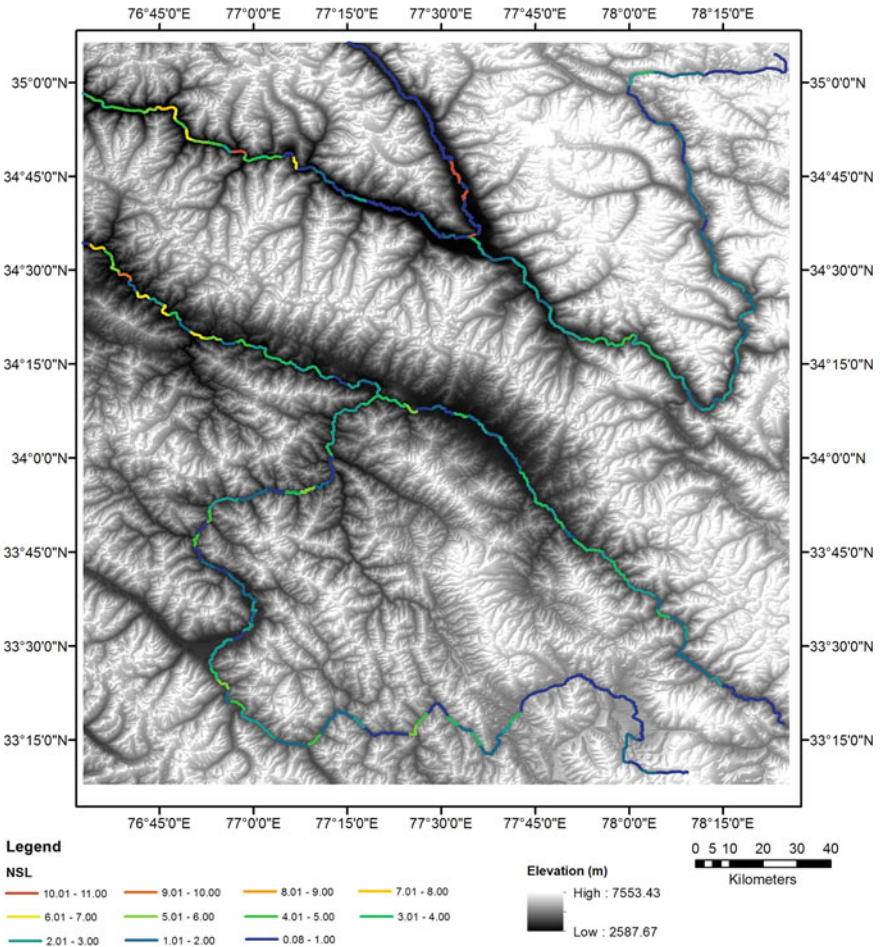 76°45'0"E 77°0'0"E 77°15'0"E 77°30'0"E 77°45'0"E 78°0'0"E 78°15'0"E
35°0'0"N 35°0'0"N
34°45'0"N 34°45'0"N
34°30'0"N 34°30'0"N
34°15'0"N 34°15'0"N
34°0'0"N 34°0'0"N
33°45'0"N 33°45'0"N
33°30'0"N 33°30'0"N
33°15'0"N 33°15'0"N
76°45'0"E 77°0'0"E 77°15'0"E 77°30'0"E 77°45'0"E 78°0'0"E 78°15'0"E
Legend
NSL
10.01 - 11.00 9.01 - 10.00 8.01 - 9.00 7.01 - 8.00
6.01 - 7.00 5.01 - 6.00 4.01 - 5.00 3.01 - 4.00
2.01 - 3.00 1.01 - 2.00 0.08 - 1.00
Elevation (m)
High : 7553.43
Low : 2587.67
0 5 10 20 30 40
Kilometers